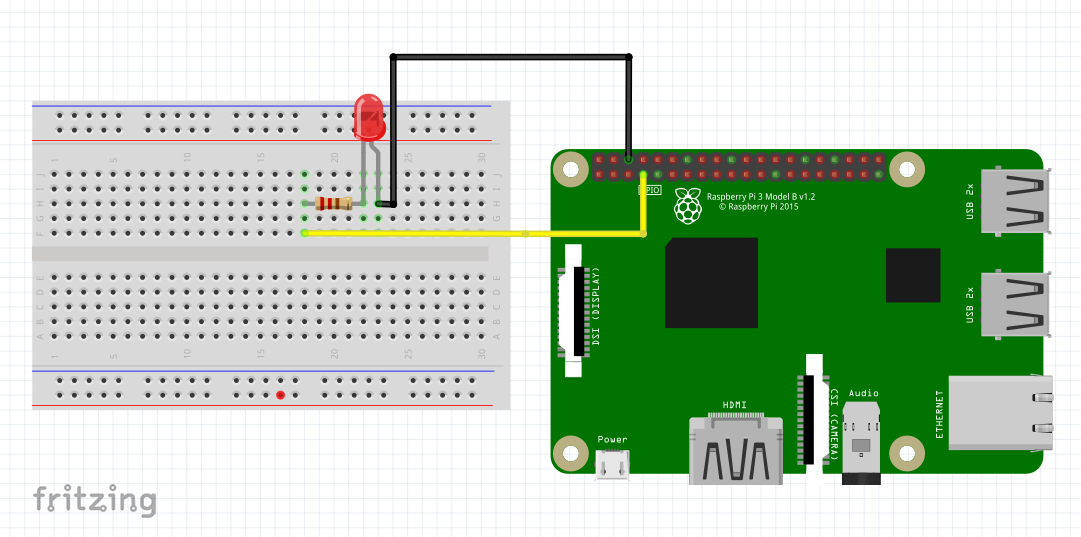 1 5 10 15 20 25 30
J J
I I
H H
G G
F F
E E
D D
C C
B B
A A
1 5 10 15 20 25 30
GPIO
Raspberry Pi 3 Model B v1.2
© Raspberry Pi 2015
USB 2x
USB 2x
DSI (DISPLAY)
ETHERNET
CSI (CAMERA)
Audio
HDMI
Power
fritzing